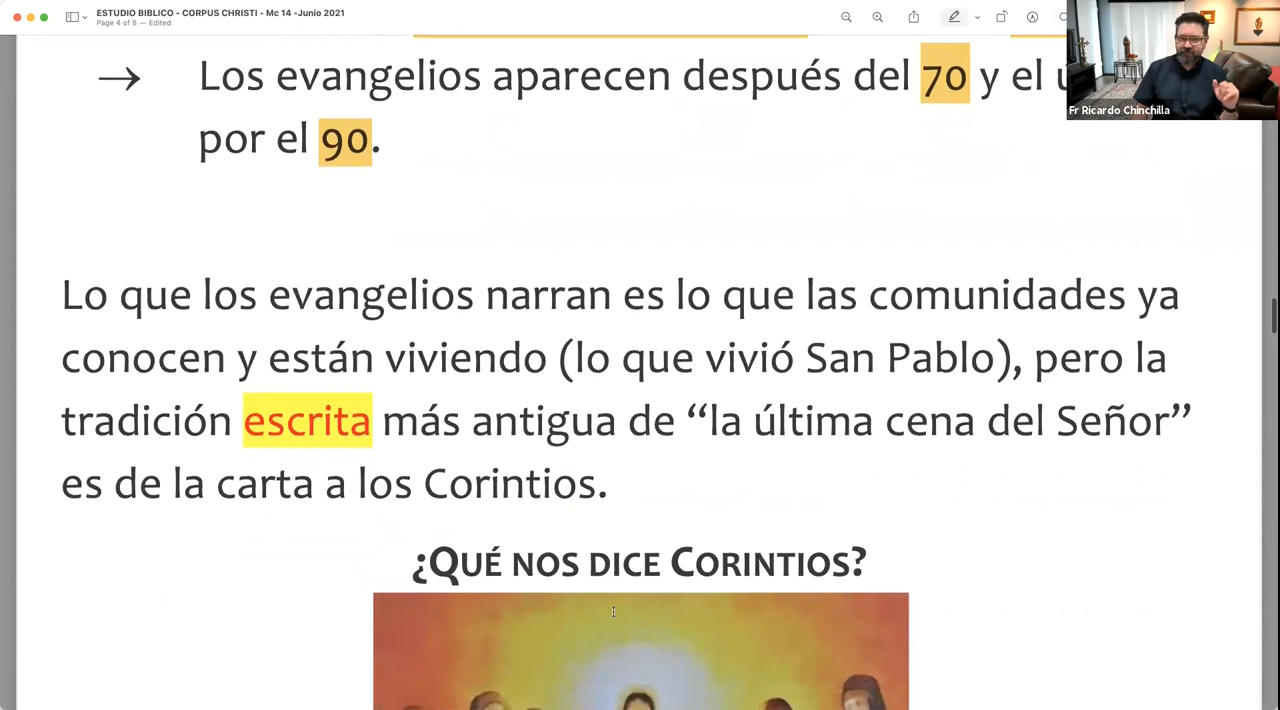 ESTUDIO BIBLICO - CORPUS CHRISTI - Mc 14 -Junio 2021
Page 4 of 8 — Edited
Fr Ricardo Chinchilla
→ Los evangelios aparecen después del 70 y el
por el 90.
Lo que los evangelios narran es lo que las comunidades ya
conocen y están viviendo (lo que vivió San Pablo), pero la
tradición escrita más antigua de “la última cena del Señor”
es de la carta a los Corintios.
¿QUÉ NOS DICE CORINTIOS?